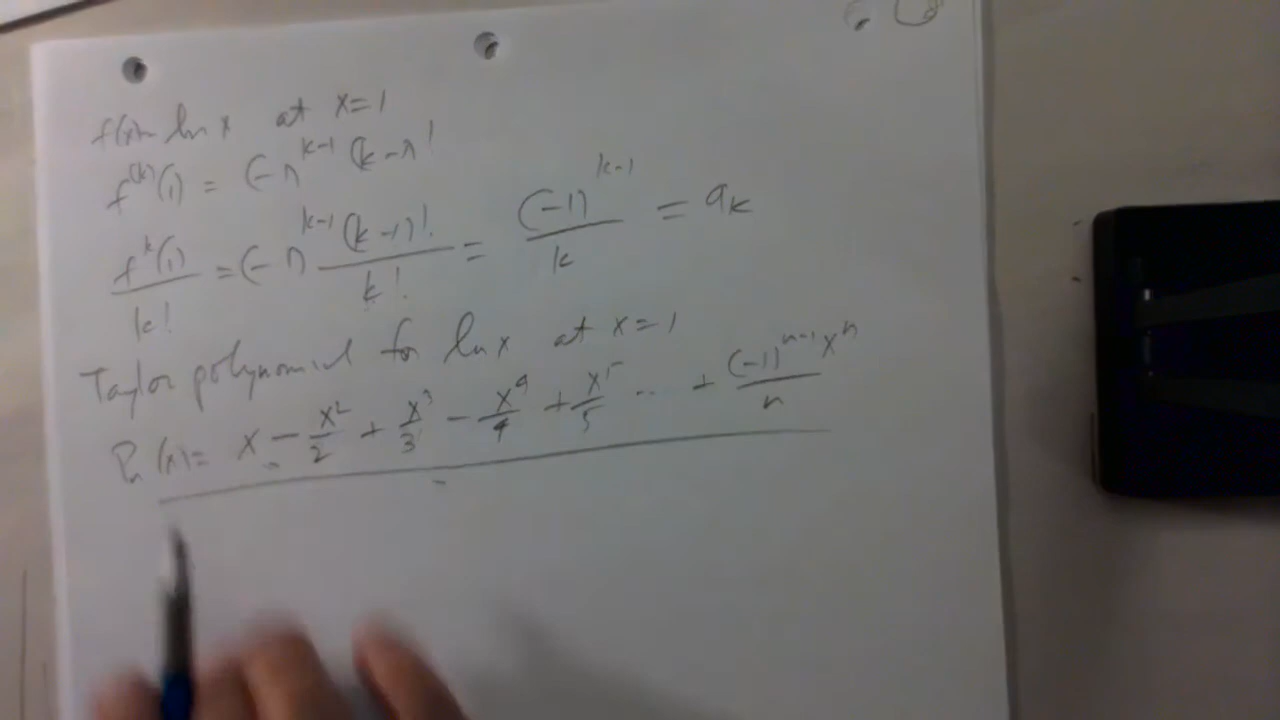 f(x) = ln x at x=1
f^(k)(1) = (-1)^k-1 (k-1)!
f^k(1)/k! = (-1)^k-1 (k-1)!/k! = (-1)^k-1/k = a_k
Taylor polynomial for ln x at x=1
P_n(x) = x - x^2/2 + x^3/3 - x^4/4 + x^5/5 ... + (-1)^n-1 x^n/n